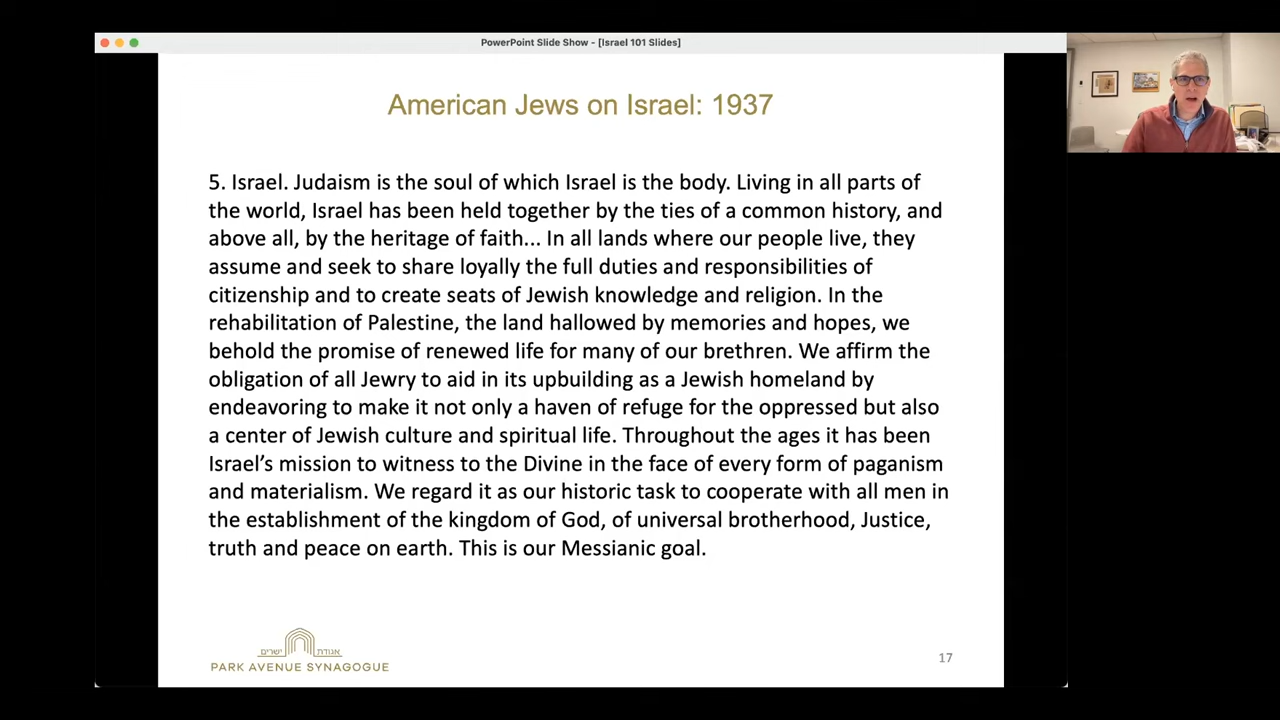 PowerPoint Slide Show - [Israel 101 Slides]
American Jews on Israel: 1937
5. Israel. Judaism is the soul of which Israel is the body. Living in all parts of
the world, Israel has been held together by the ties of a common history, and
above all, by the heritage of faith... In all lands where our people live, they
assume and seek to share loyally the full duties and responsibilities of
citizenship and to create seats of Jewish knowledge and religion. In the
rehabilitation of Palestine, the land hallowed by memories and hopes, we
behold the promise of renewed life for many of our brethren. We affirm the
obligation of all Jewry to aid in its upbuilding as a Jewish homeland by
endeavoring to make it not only a haven of refuge for the oppressed but also
a center of Jewish culture and spiritual life. Throughout the ages it has been
Israel’s mission to witness to the Divine in the face of every form of paganism
and materialism. We regard it as our historic task to cooperate with all men in
the establishment of the kingdom of God, of universal brotherhood, Justice,
truth and peace on earth. This is our Messianic goal.
אגודת ישרים
PARK AVENUE SYNAGOGUE
17